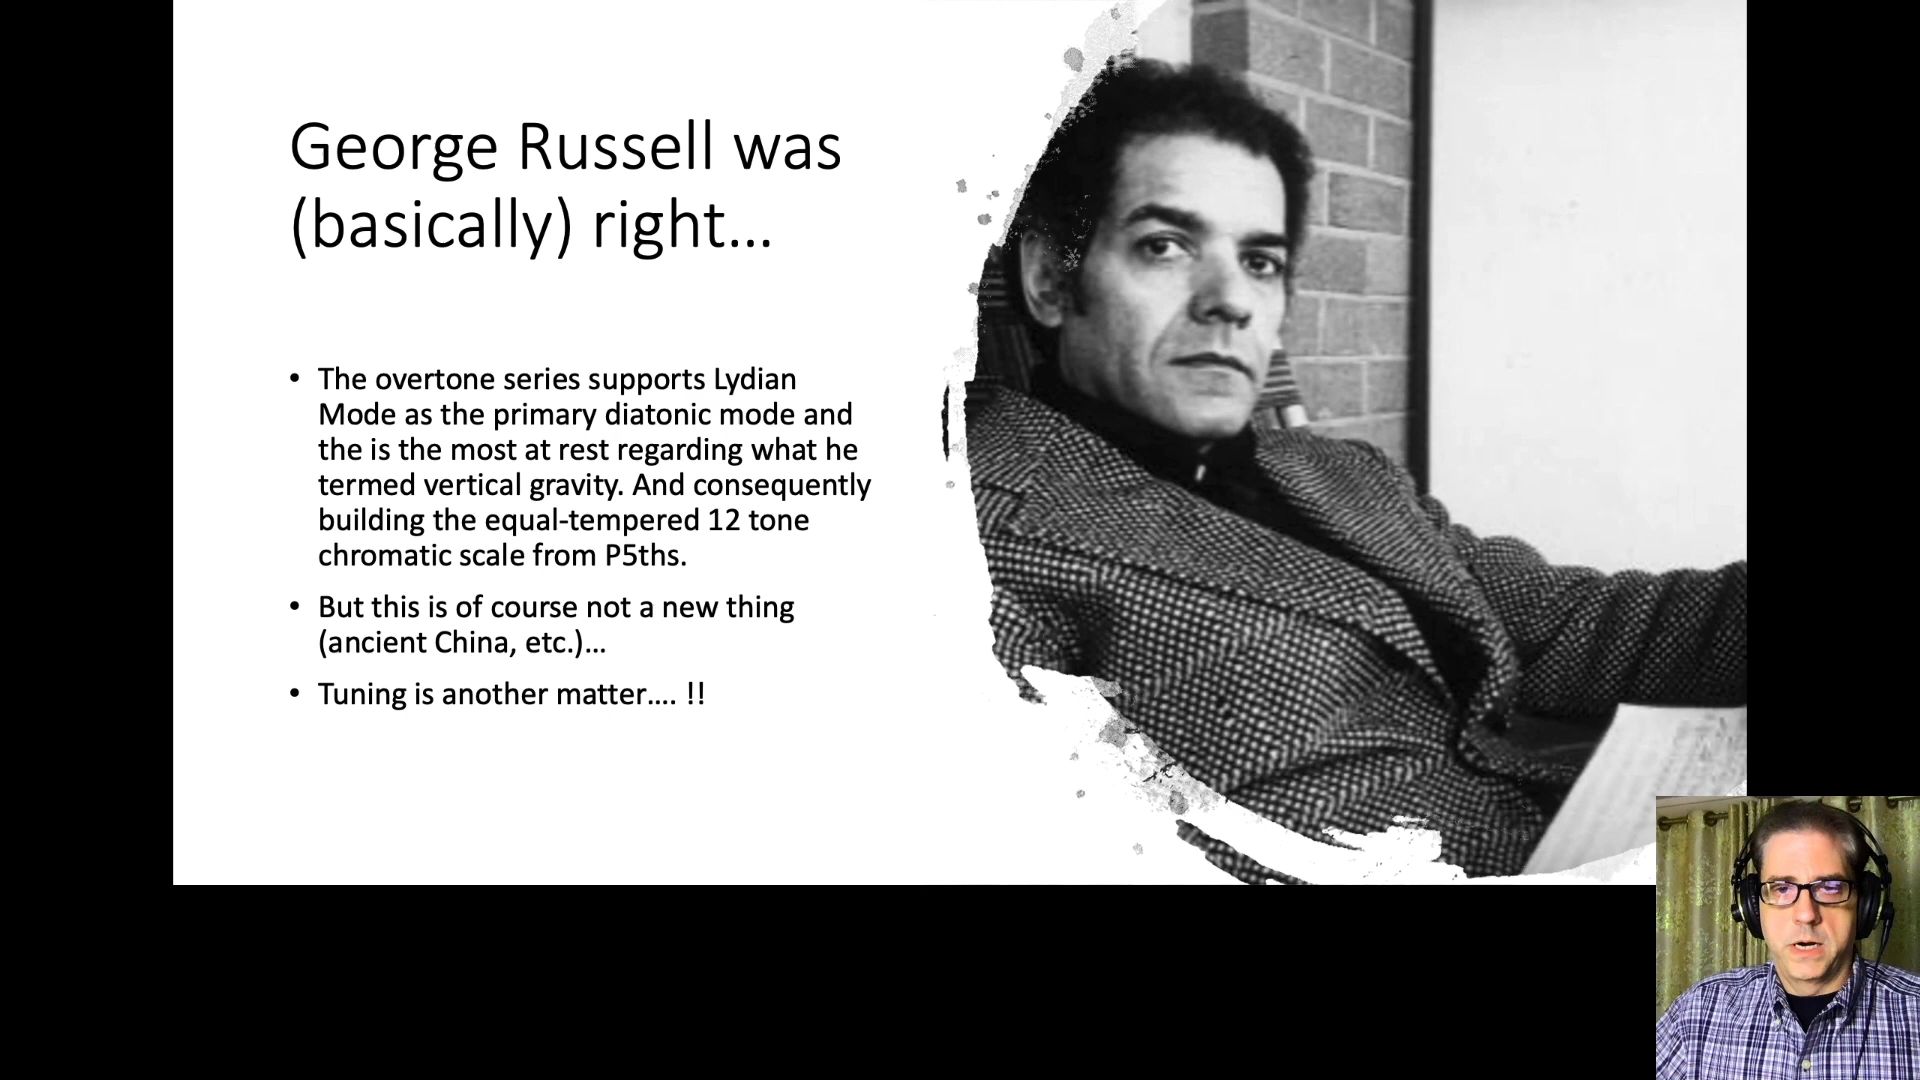 George Russell was
(basically) right…
• The overtone series supports Lydian
Mode as the primary diatonic mode and
the is the most at rest regarding what he
termed vertical gravity. And consequently
building the equal-tempered 12 tone
chromatic scale from P5ths.
• But this is of course not a new thing
(ancient China, etc.)…
• Tuning is another matter…. !!